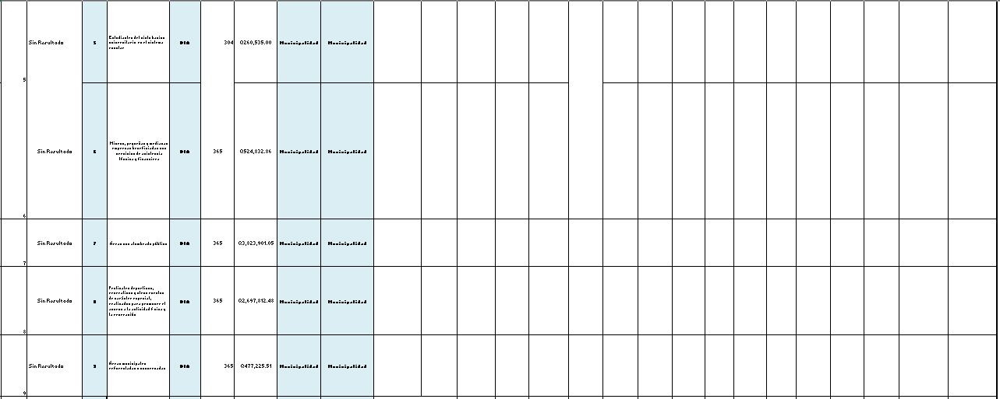 Sin Resultado 5 Estudiantes del ciclo basico
universitario en el sistema
escolar DIA 304 Q260,535.00 Municipalidad Municipalidad
5
Sin Resultado 6 Micros, pequeñas y medianas
empresas beneficiadas con
servicios de asistencia
técnica y financiera DIA 365 Q524,832.86 Municipalidad Municipalidad
6
Sin Resultado 7 Áreas con alumbrado público DIA 365 Q3,823,901.05 Municipalidad Municipalidad
7
Sin Resultado 8 Festivales deportivos,
recreativos y otros eventos
de carácter especial,
realizados para promover el
acceso a la actividad física y
la recreación DIA 365 Q2,697,812.48 Municipalidad Municipalidad
8
Sin Resultado 9 Áreas municipales
reforestadas o conservadas DIA 365 Q477,225.51 Municipalidad Municipalidad
9